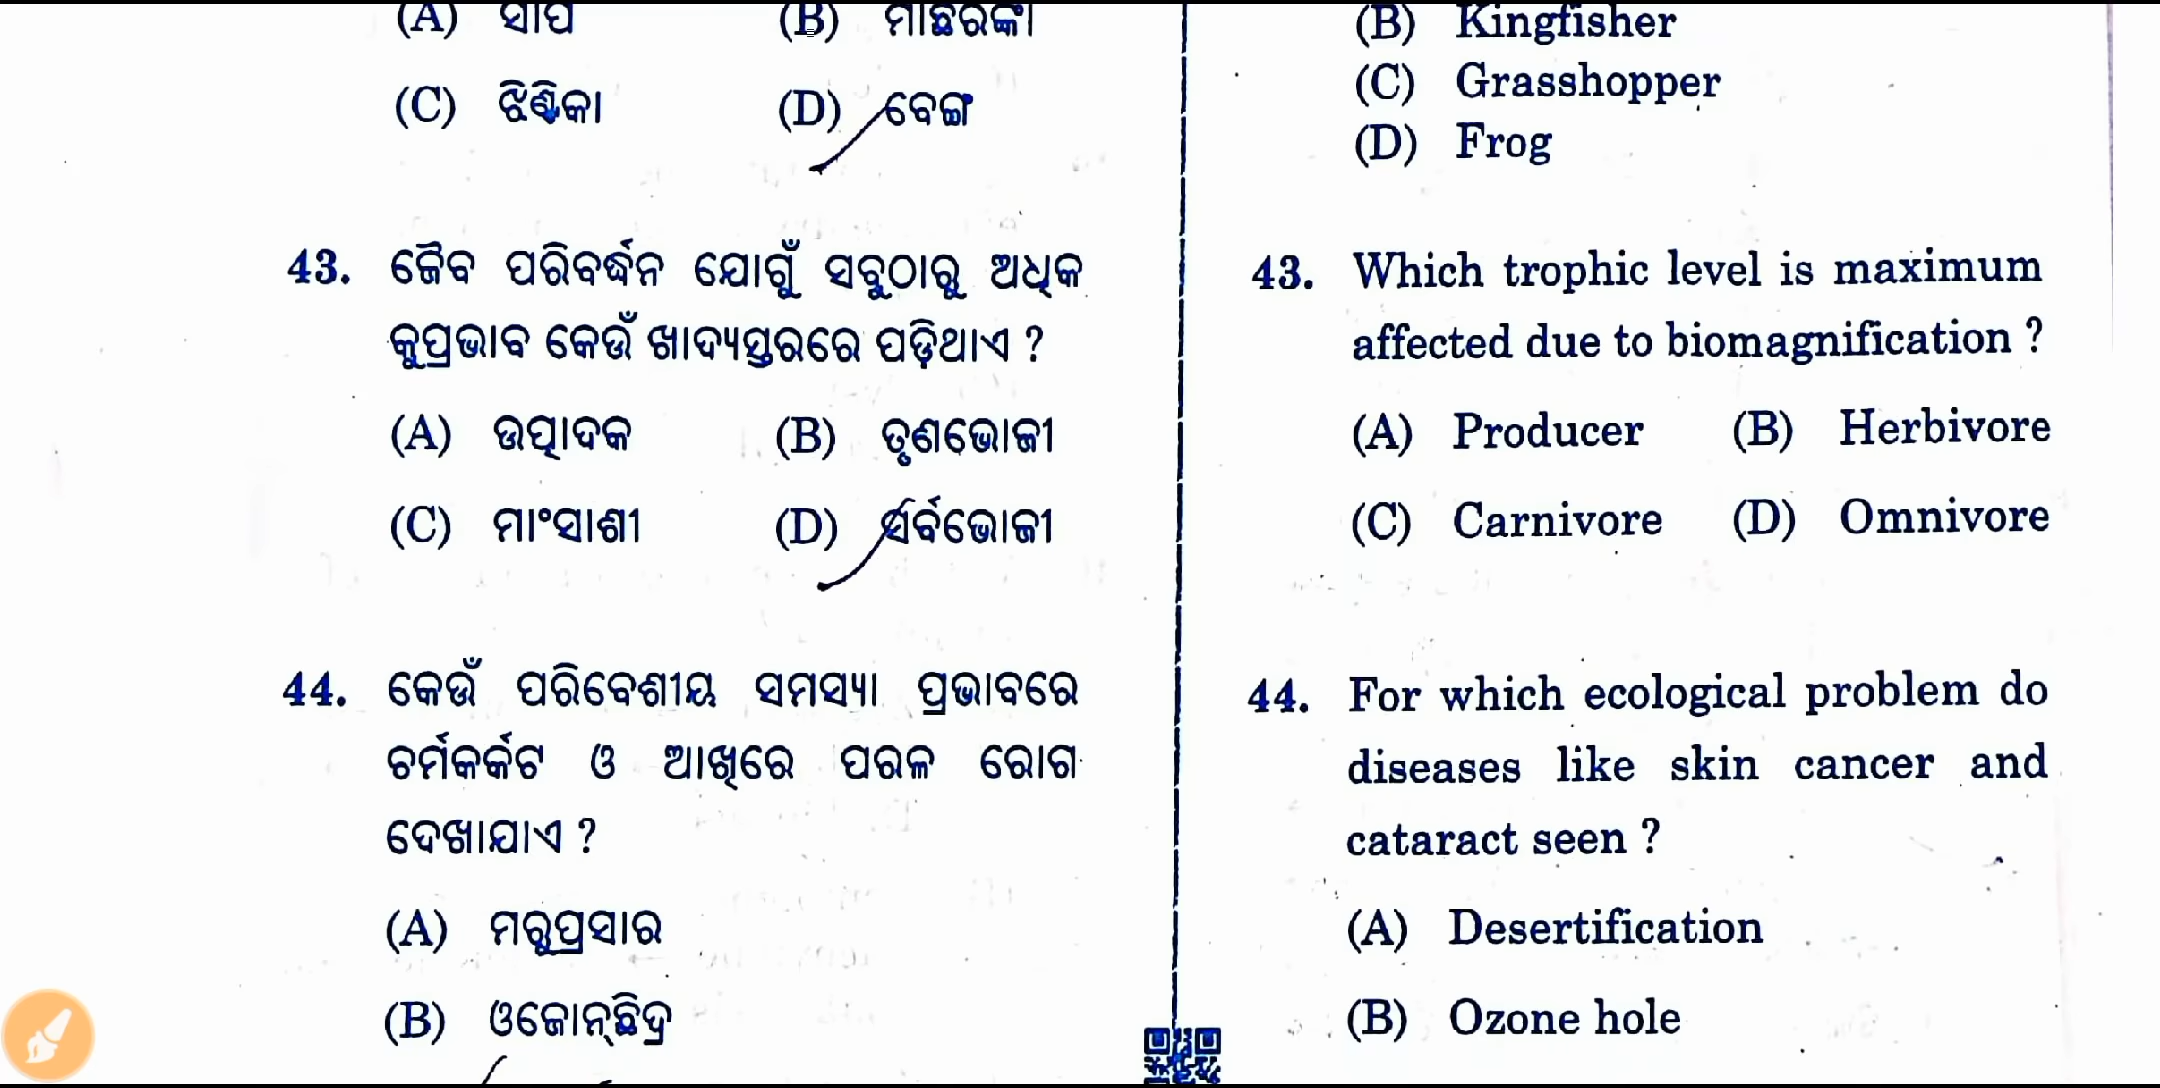 (A) ସାପ (B) ମାଛରଙ୍କା
(C) ଝିଣ୍ଟିକା (D) ବେଙ୍ଗ
43. ଜୈବ ପରିବର୍ଦ୍ଧନ ଯୋଗୁଁ ସବୁଠାରୁ ଅଧିକ
କୁପ୍ରଭାବ କେଉଁ ଖାଦ୍ୟସ୍ତରରେ ପଡ଼ିଥାଏ ?
(A) ଉତ୍ପାଦକ (B) ତୃଣଭୋଜୀ
(C) ମାଂସାଶୀ (D) ସର୍ବଭୋଜୀ
44. କେଉଁ ପରିବେଶୀୟ ସମସ୍ୟା ପ୍ରଭାବରେ
ଚର୍ମକର୍କଟ ଓ ଆଖିରେ ପରଳ ରୋଗ
ଦେଖାଯାଏ ?
(A) ମରୁପ୍ରସାର
(B) ଓଜୋନ୍‌ଛିଦ୍ର
(B) Kingfisher
(C) Grasshopper
(D) Frog
43. Which trophic level is maximum
affected due to biomagnification ?
(A) Producer (B) Herbivore
(C) Carnivore (D) Omnivore
44. For which ecological problem do
diseases like skin cancer and
cataract seen ?
(A) Desertification
(B) Ozone hole